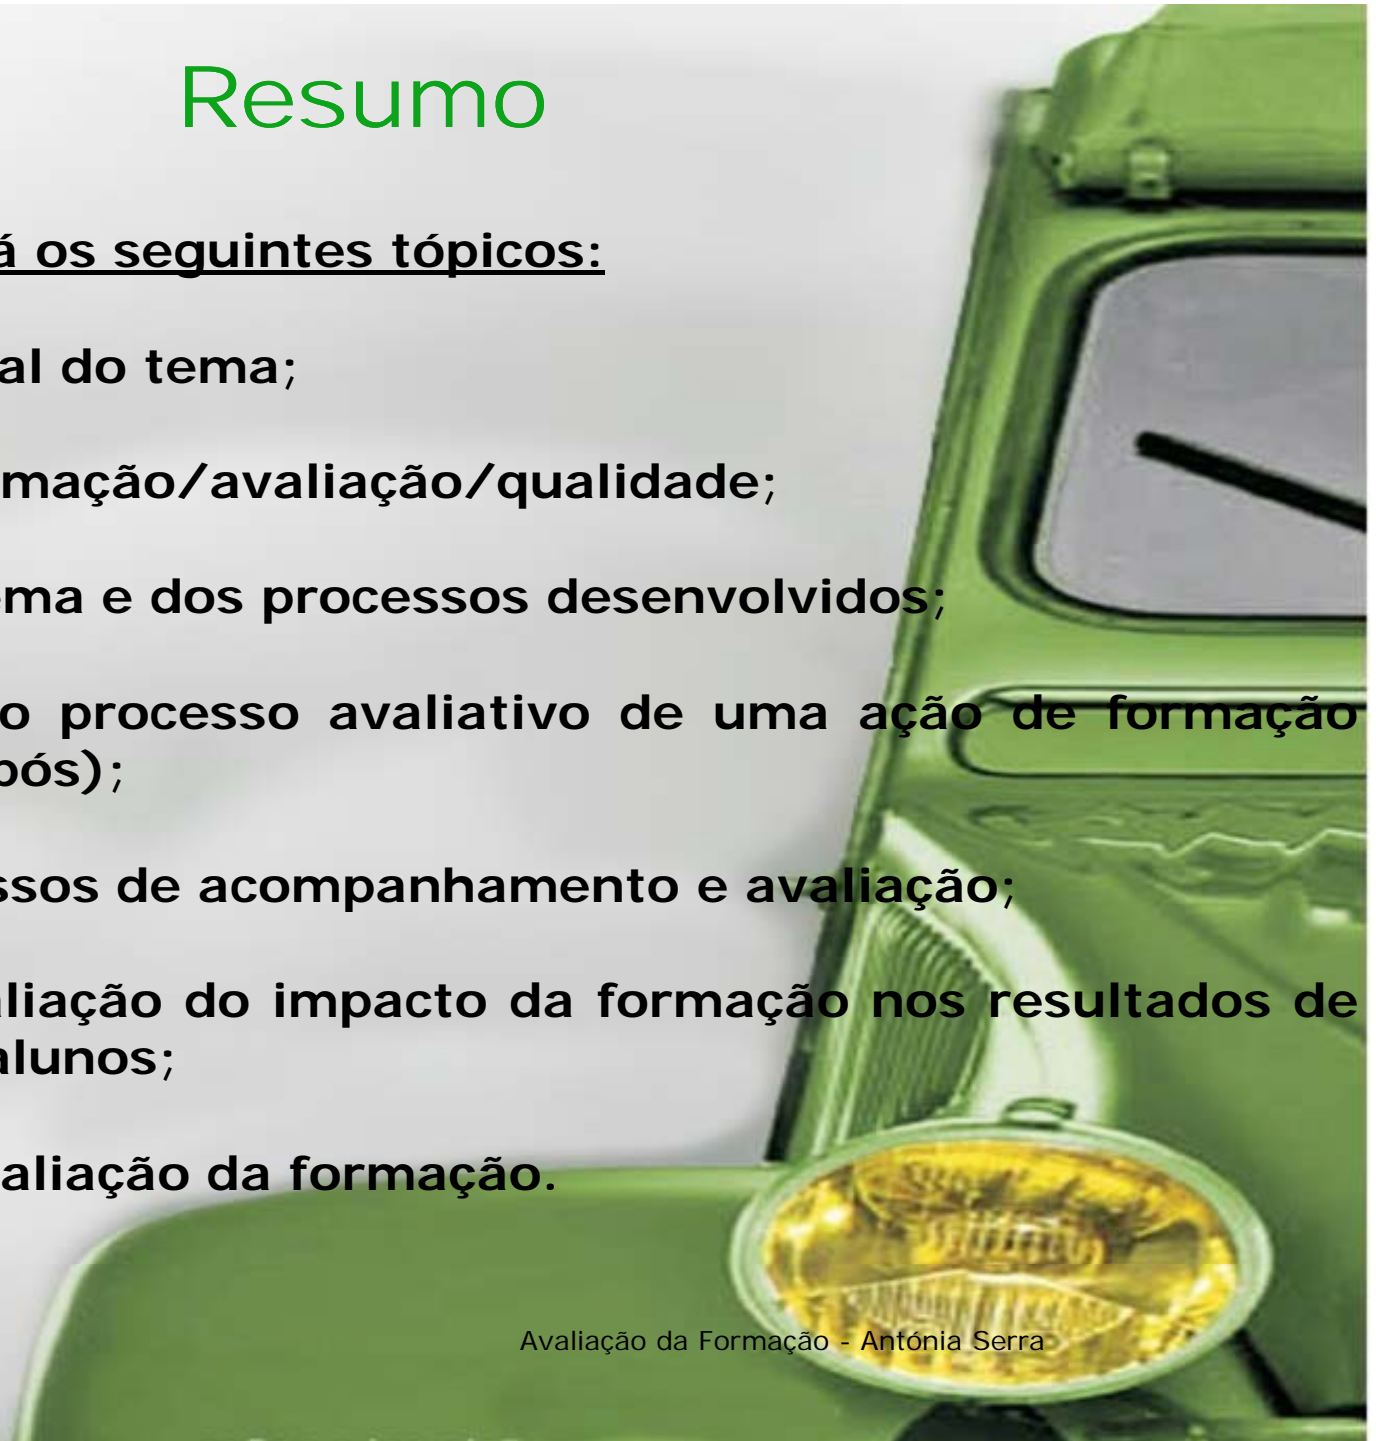 Resumo
á os seguintes tópicos:
al do tema;
mação/avaliação/qualidade;
ema e dos processos desenvolvidos;
o processo avaliativo de uma ação de formação
pós);
ssos de acompanhamento e avaliação;
aliação do impacto da formação nos resultados de
alunos;
aliação da formação.
Avaliação da Formação - Antónia Serra